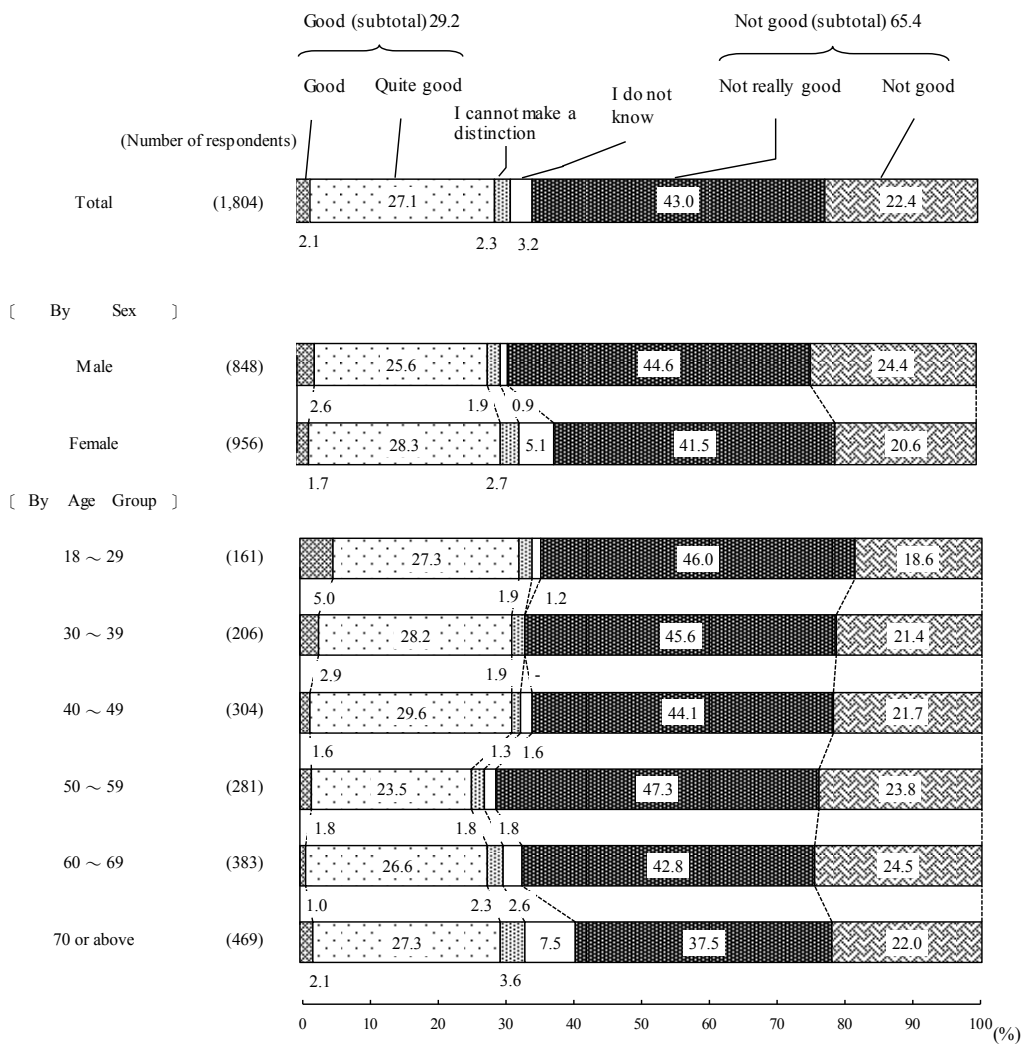 Good (subtotal) 29.2 Not good (subtotal) 65.4
Good Quite good I cannot make a distinction I do not know Not really good Not good
(Number of respondents)
Total (1,804) 27.1 43.0 22.4
2.1 2.3 3.2
〔 By Sex 〕
Male (848) 25.6 44.6 24.4
2.6 1.9 0.9
Female (956) 28.3 5.1 41.5 20.6
1.7 2.7
〔 By Age Group 〕
18 ～ 29 (161) 27.3 46.0 18.6
5.0 1.9 1.2
30 ～ 39 (206) 28.2 45.6 21.4
2.9 1.9 -
40 ～ 49 (304) 29.6 44.1 21.7
1.6 1.3 1.6
50 ～ 59 (281) 23.5 47.3 23.8
1.8 1.8 1.8
60 ～ 69 (383) 26.6 42.8 24.5
1.0 2.3 2.6
70 or above (469) 27.3 7.5 37.5 22.0
2.1 3.6
0 10 20 30 40 50 60 70 80 90 100 (%)